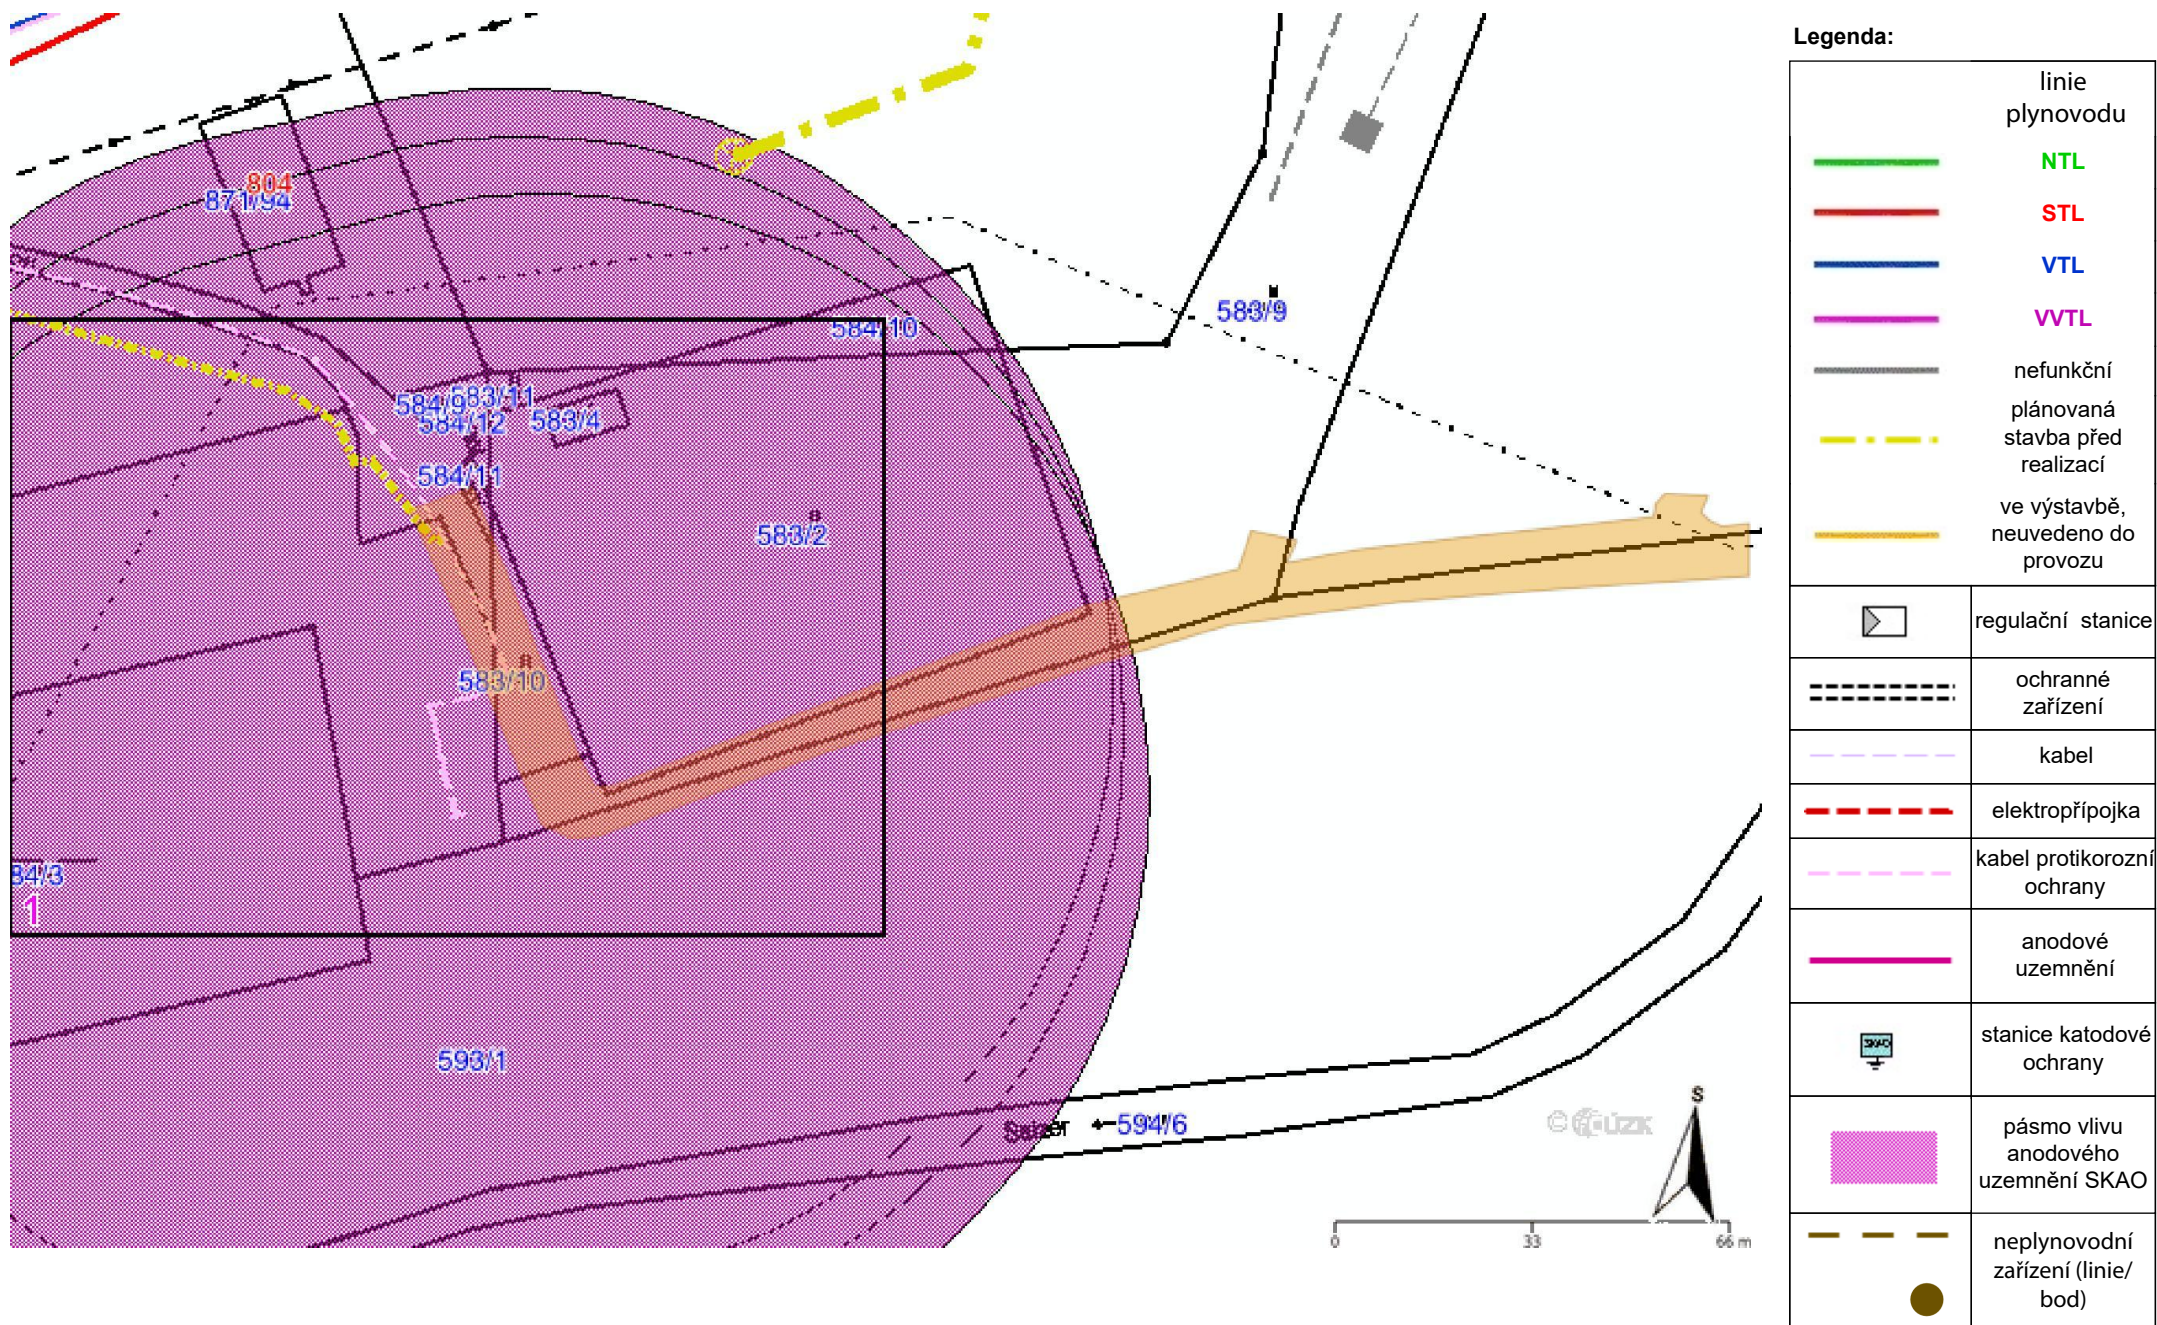 804
871/94
584/10
583/9
584/9
583/11
584/12
583/4
584/11
583/2
583/10
84/3
1
593/1
594/6
S
0
33
66 m
Legenda:
linie
plynovodu
NTL
STL
VTL
VVTL
nefunkční
plánovaná
stavba před
realizací
ve výstavbě,
neuvedeno do
provozu
regulační stanice
ochranné
zařízení
kabel
elektropřípojka
kabel protikorozní
ochrany
anodové
uzemnění
SKAO
stanice katodové
ochrany
pásmo vlivu
anodového
uzemnění SKAO
neplynovodní
zařízení (linie/
bod)